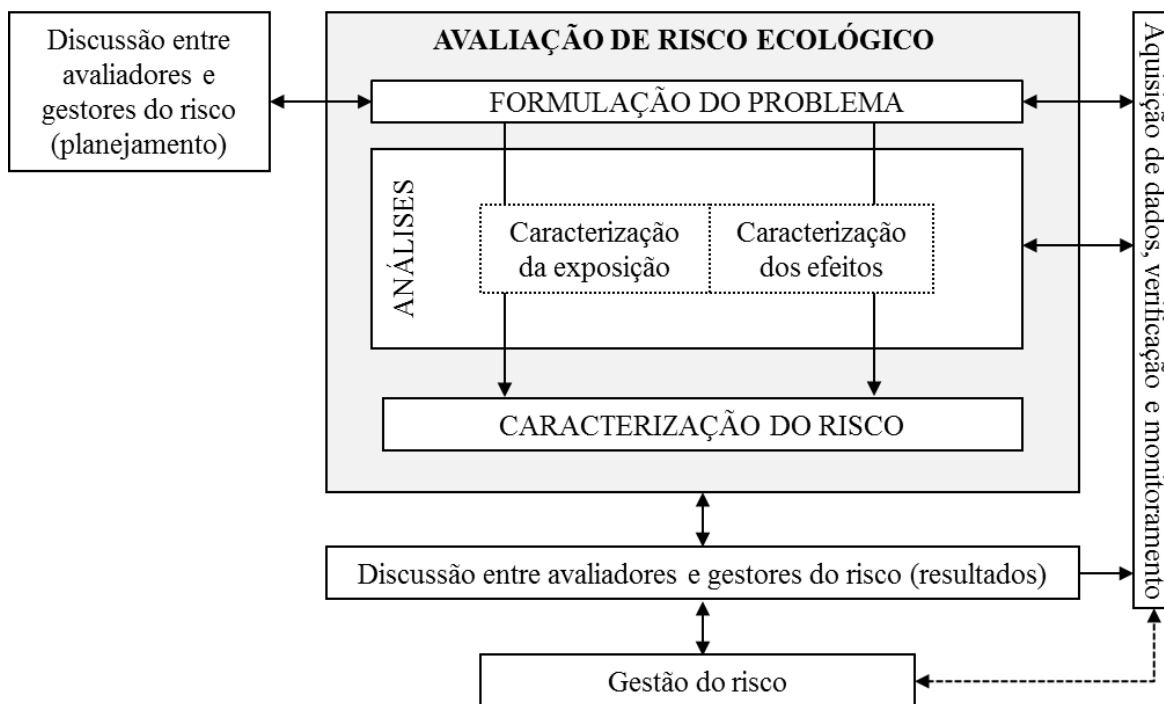 Discussão entre
avaliadores e
gestores do risco
(planejamento)
AVALIAÇÃO DE RISCO ECOLÓGICO
FORMULAÇÃO DO PROBLEMA
ANÁLISES
Caracterização
da exposição
Caracterização
dos efeitos
CARACTERIZAÇÃO DO RISCO
Discussão entre avaliadores e gestores do risco (resultados)
Gestão do risco
Aquisição de dados, verificação e monitoramento